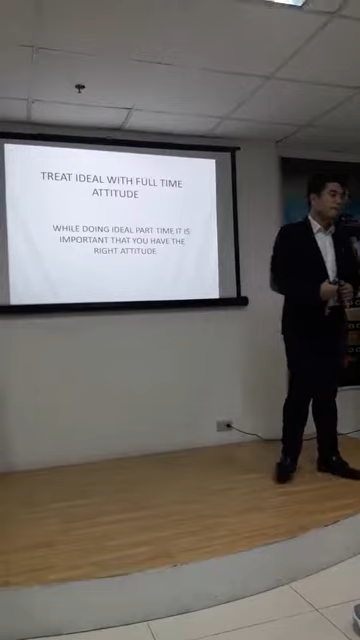 TREAT IDEAL WITH FULL TIME
ATTITUDE
WHILE DOING IDEAL PART TIME IT IS
IMPORTANT THAT YOU HAVE THE
RIGHT ATTITUDE